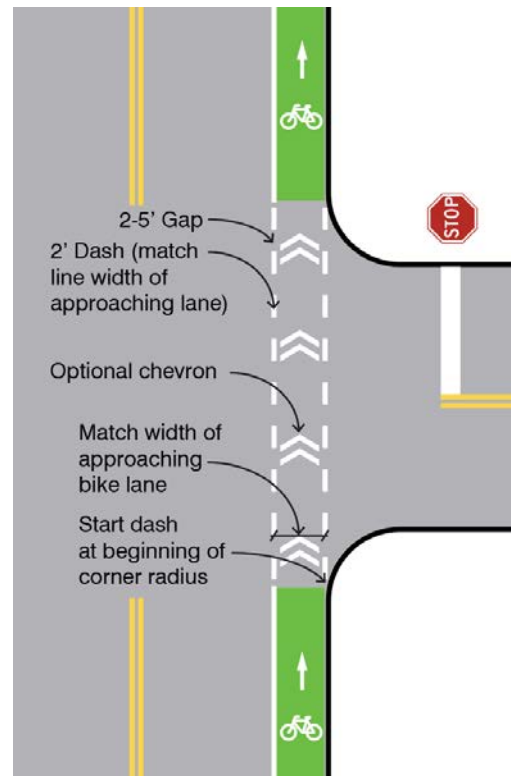 STOP
2-5' Gap
2' Dash (match
line width of
approaching lane)
Optional chevron
Match width of
approaching
bike lane
Start dash
at beginning of
corner radius